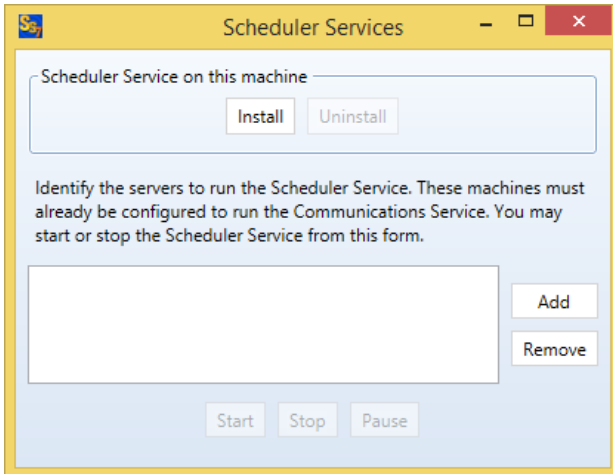 SS7
Scheduler Services
Scheduler Service on this machine
Install Uninstall
Identify the servers to run the Scheduler Service. These machines must
already be configured to run the Communications Service. You may
start or stop the Scheduler Service from this form.
Add
Remove
Start Stop Pause